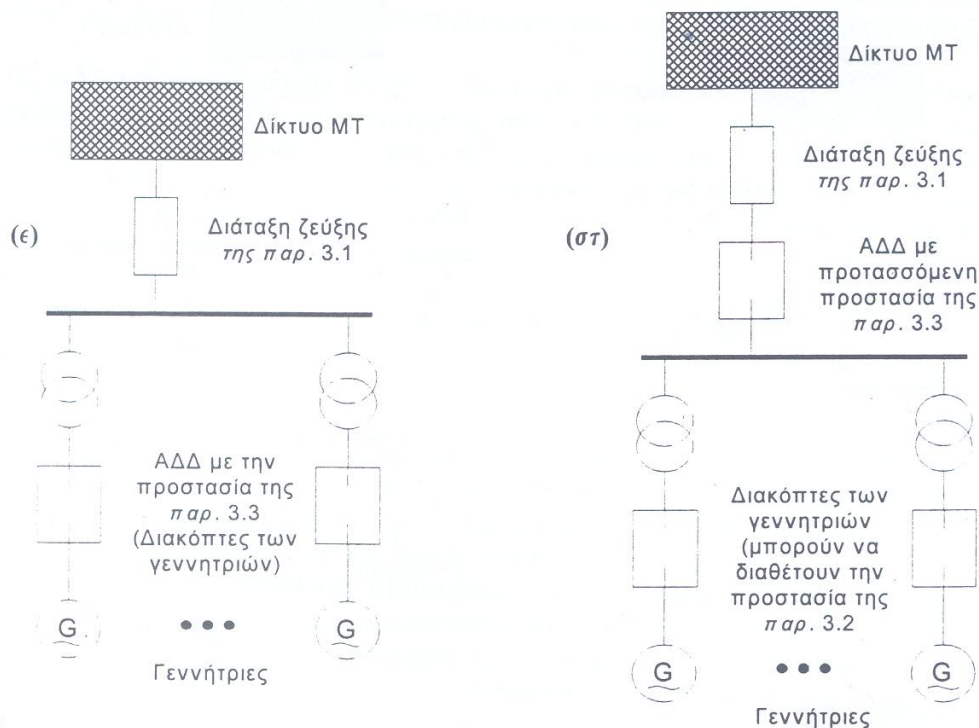 Δίκτυο ΜΤ
Διάταξη ζεύξης
της παρ. 3.1
(ϵ)
ΑΔΔ με την
προστασία της
παρ. 3.3
(Διακόπτες των
γεννητριών)
G
G
Γεννήτριες
Δίκτυο ΜΤ
Διάταξη ζεύξης
της παρ. 3.1
(στ)
ΑΔΔ με
προτασσόμενη
προστασία της
παρ. 3.3
Διακόπτες των
γεννητριών
(μπορούν να
διαθέτουν την
προστασία της
παρ. 3.2
G
G
Γεννήτριες